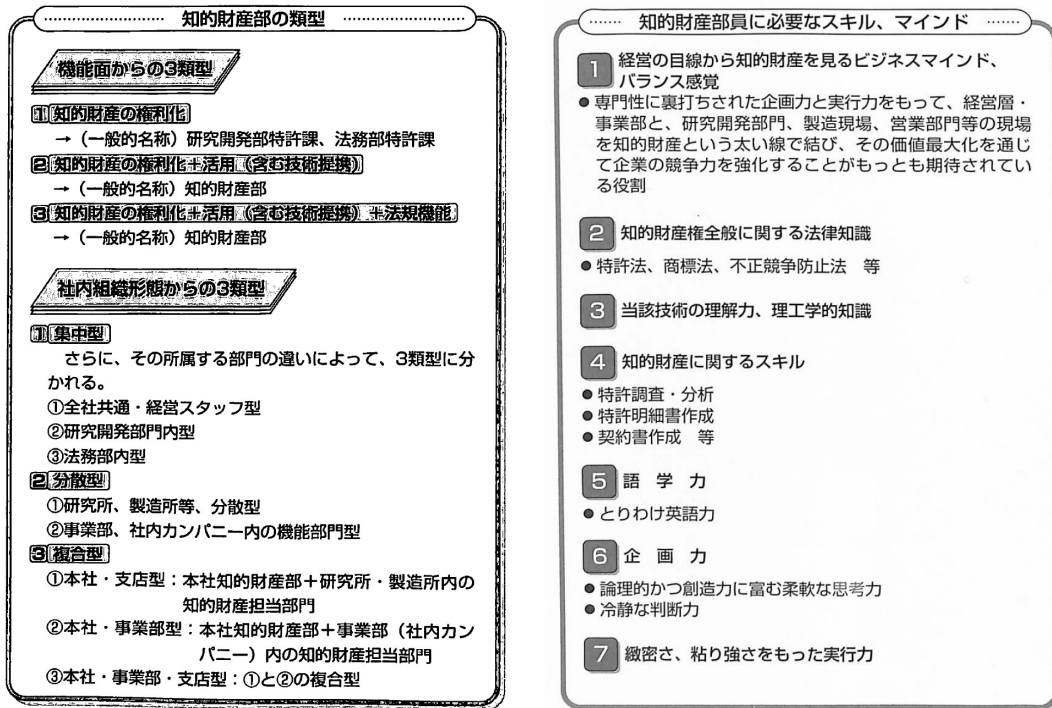 知的財産部の類型
機能面からの3類型
1 知的財産の権利化
→（一般的名称）研究開発部特許課、法務部特許課
2 知的財産の権利化＋活用（含む技術提携）
→（一般的名称）知的財産部
3 知的財産の権利化＋活用（含む技術提携）＋法規機能
→（一般的名称）知的財産部
社内組織形態からの3類型
1 集中型
さらに、その所属する部門の違いによって、3類型に分
かれる。
①全社共通・経営スタッフ型
②研究開発部門内型
③法務部内型
2 分散型
①研究所、製造所等、分散型
②事業部、社内カンパニー内の機能部門型
3 複合型
①本社・支店型：本社知的財産部＋研究所・製造所内の
知的財産担当部門
②本社・事業部型：本社知的財産部＋事業部（社内カン
パニー）内の知的財産担当部門
③本社・事業部・支店型：①と②の複合型
知的財産部員に必要なスキル、マインド
1 経営の目線から知的財産を見るビジネスマインド、
バランス感覚
●専門性に裏打ちされた企画力と実行力をもって、経営層・
事業部と、研究開発部門、製造現場、営業部門等の現場
を知的財産という太い線で結び、その価値最大化を通じ
て企業の競争力を強化することがもっとも期待されてい
る役割
2 知的財産権全般に関する法律知識
●特許法、商標法、不正競争防止法 等
3 当該技術の理解力、理工学的知識
4 知的財産に関するスキル
●特許調査・分析
●特許明細書作成
●契約書作成 等
5 語 学 力
●とりわけ英語力
6 企 画 力
●論理的かつ創造力に富む柔軟な思考力
●冷静な判断力
7 緻密さ、粘り強さをもった実行力